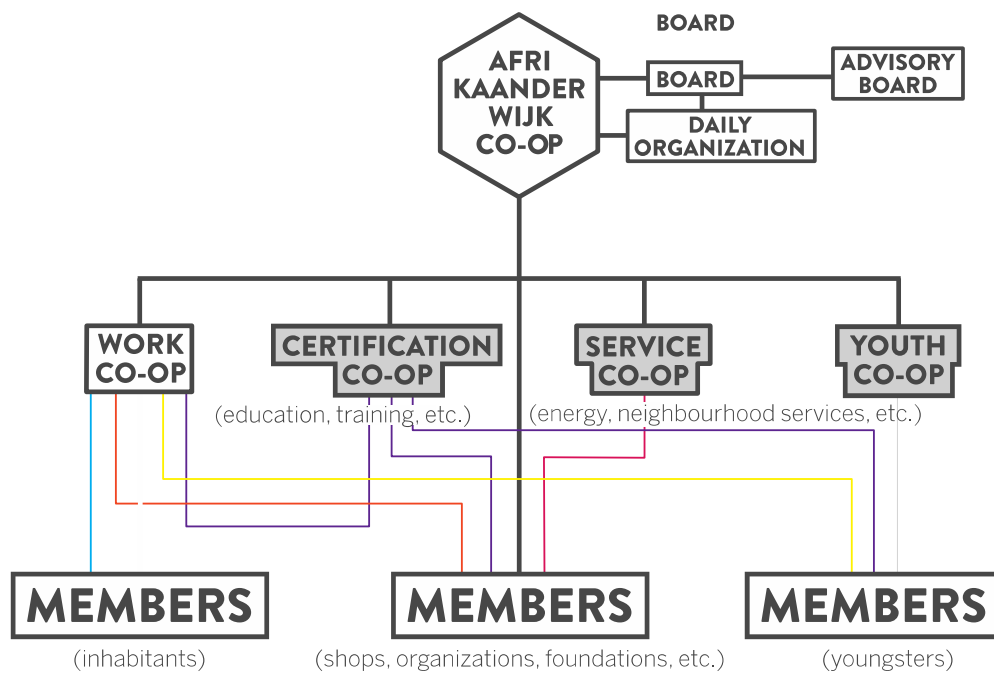 BOARD
AFRI
KAANDER
WIJK
CO-OP
BOARD
ADVISORY
BOARD
DAILY
ORGANIZATION
WORK
CO-OP
CERTIFICATION
CO-OP
(education, training, etc.)
SERVICE
CO-OP
(energy, neighbourhood services, etc.)
YOUTH
CO-OP
MEMBERS
(inhabitants)
MEMBERS
(shops, organizations, foundations, etc.)
MEMBERS
(youngsters)